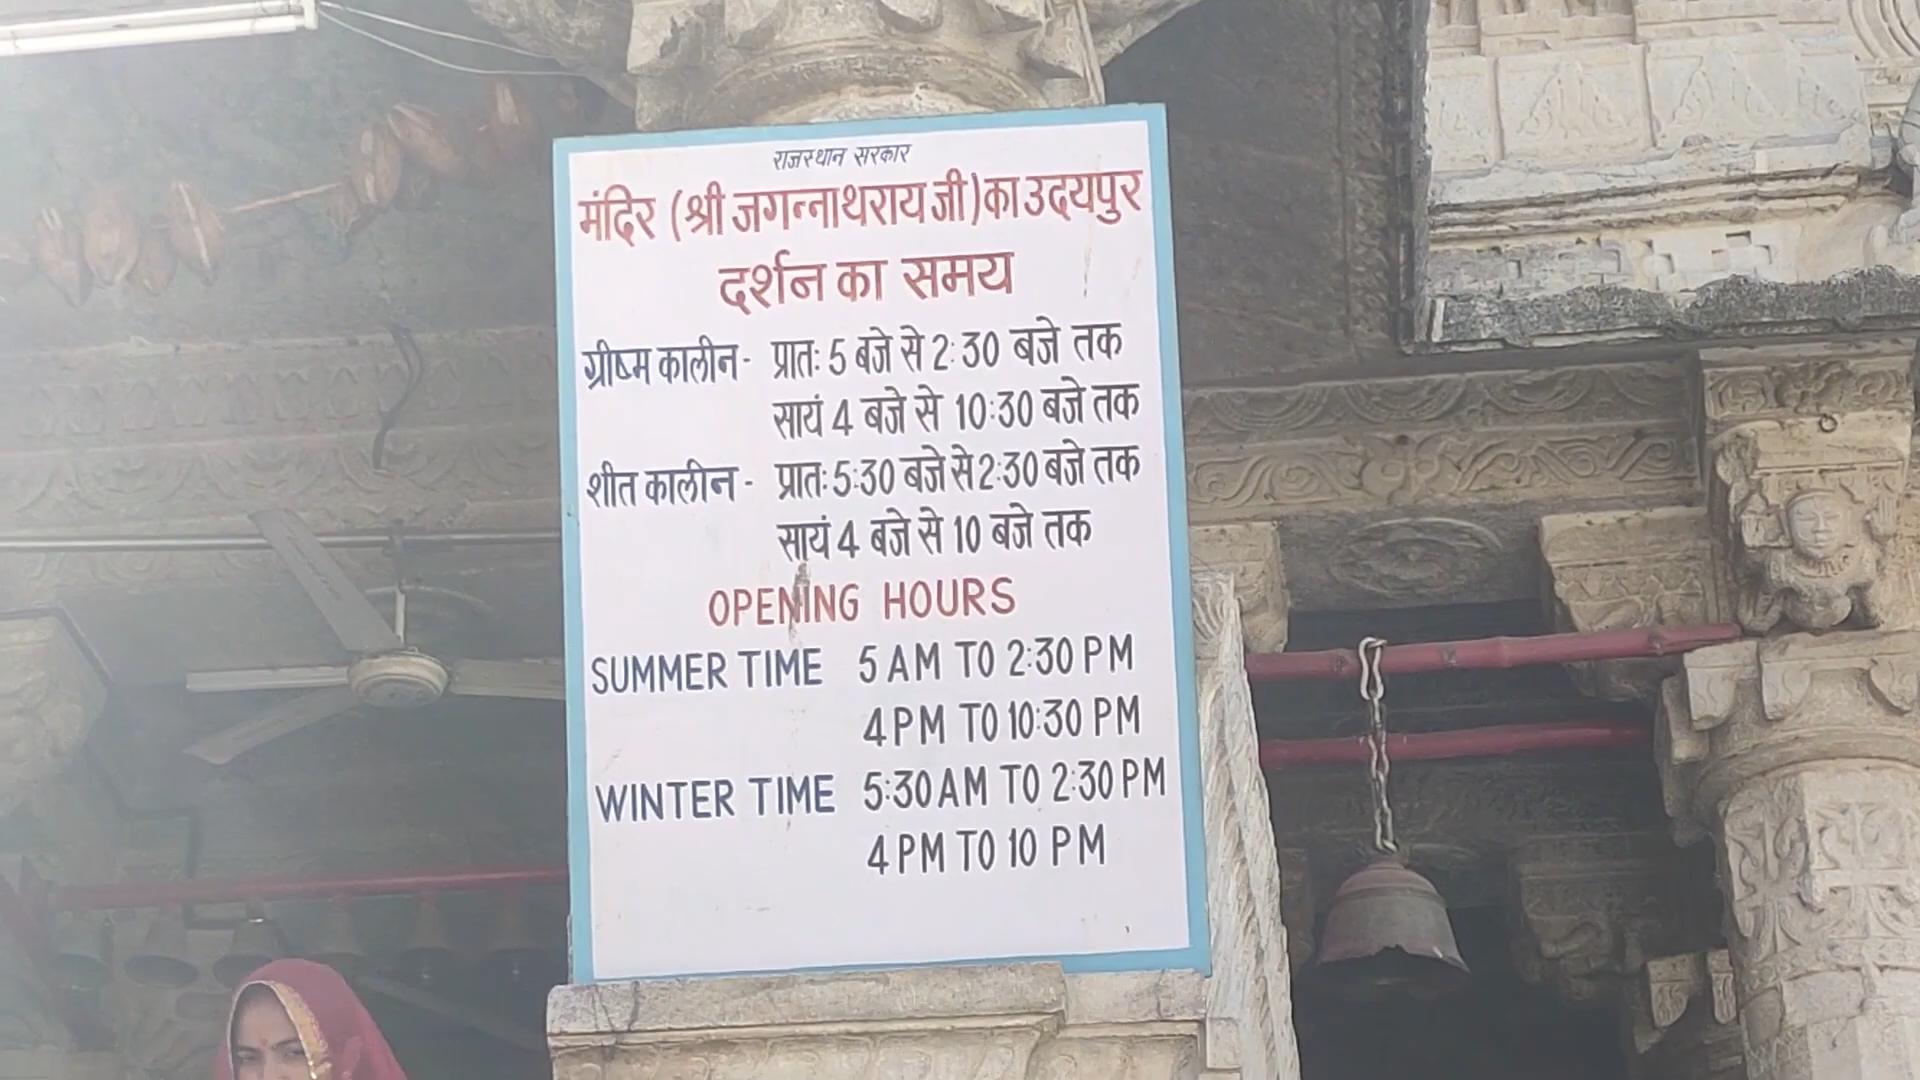 राजस्थान सरकार
मंदिर (श्री जगन्नाथराय जी) का उदयपुर
दर्शन का समय
ग्रीष्म कालीन - प्रातः 5 बजे से 2:30 बजे तक
सायं 4 बजे से 10:30 बजे तक
शीत कालीन - प्रातः 5:30 बजे से 2:30 बजे तक
सायं 4 बजे से 10 बजे तक
OPENING HOURS
SUMMER TIME 5 AM TO 2:30 PM
4 PM TO 10:30 PM
WINTER TIME 5:30 AM TO 2:30 PM
4 PM TO 10 PM